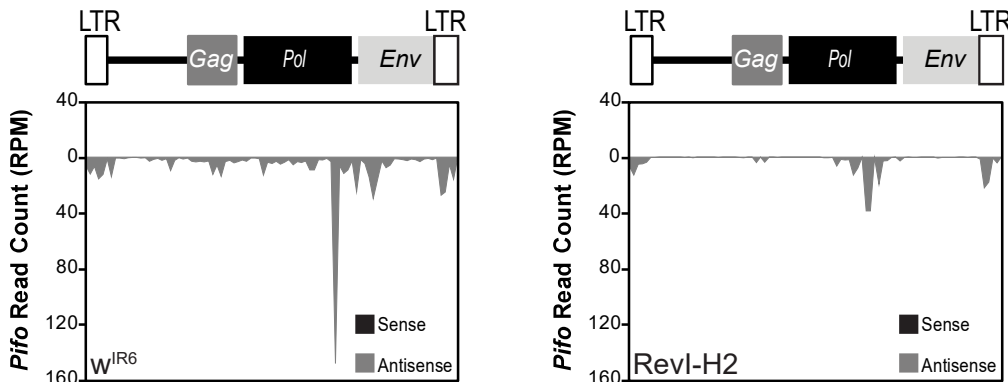 LTR LTR
Gag Pol Env
Pifo Read Count (RPM)
40
0
40
80
120
160
Sense
Antisense
wIR6
LTR LTR
Gag Pol Env
Pifo Read Count (RPM)
40
0
40
80
120
160
Sense
Antisense
RevI-H2